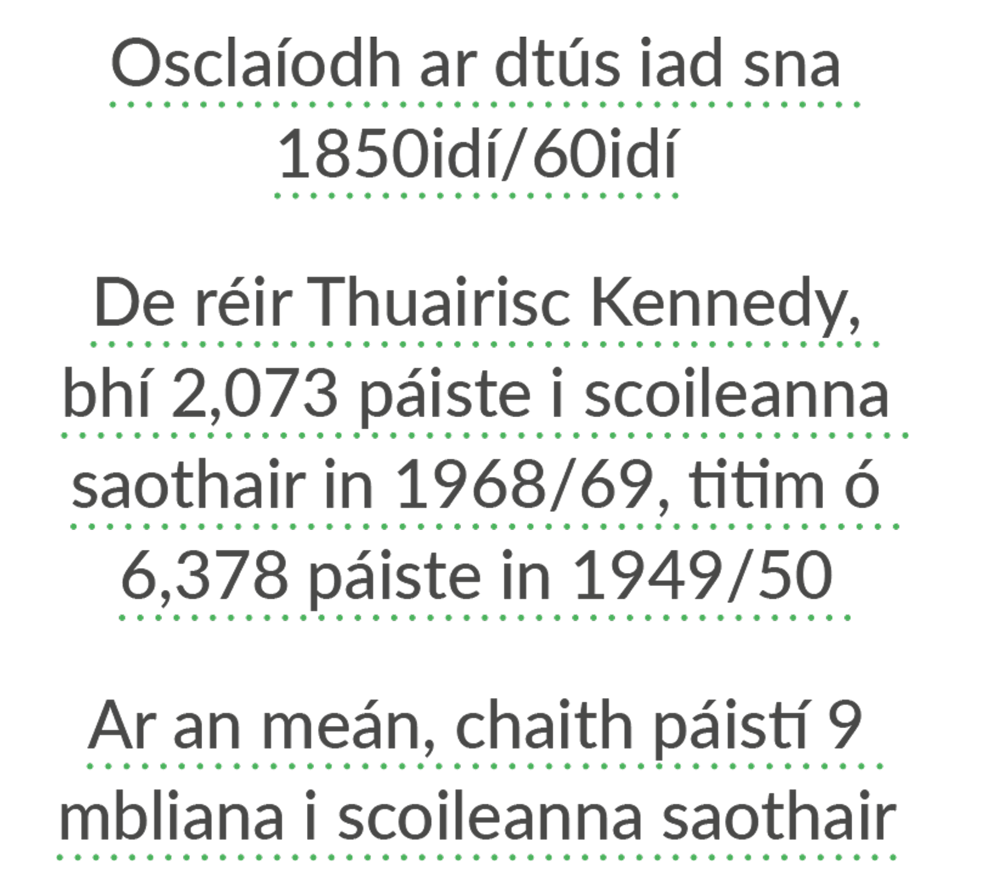 Osclaíodh ar dtús iad sna
1850idí/60idí
De réir Thuairisc Kennedy,
bhí 2,073 páiste i scoileanna
saothair in 1968/69, titim ó
6,378 páiste in 1949/50
Ar an meán, chaith páistí 9
mbliana i scoileanna saothair